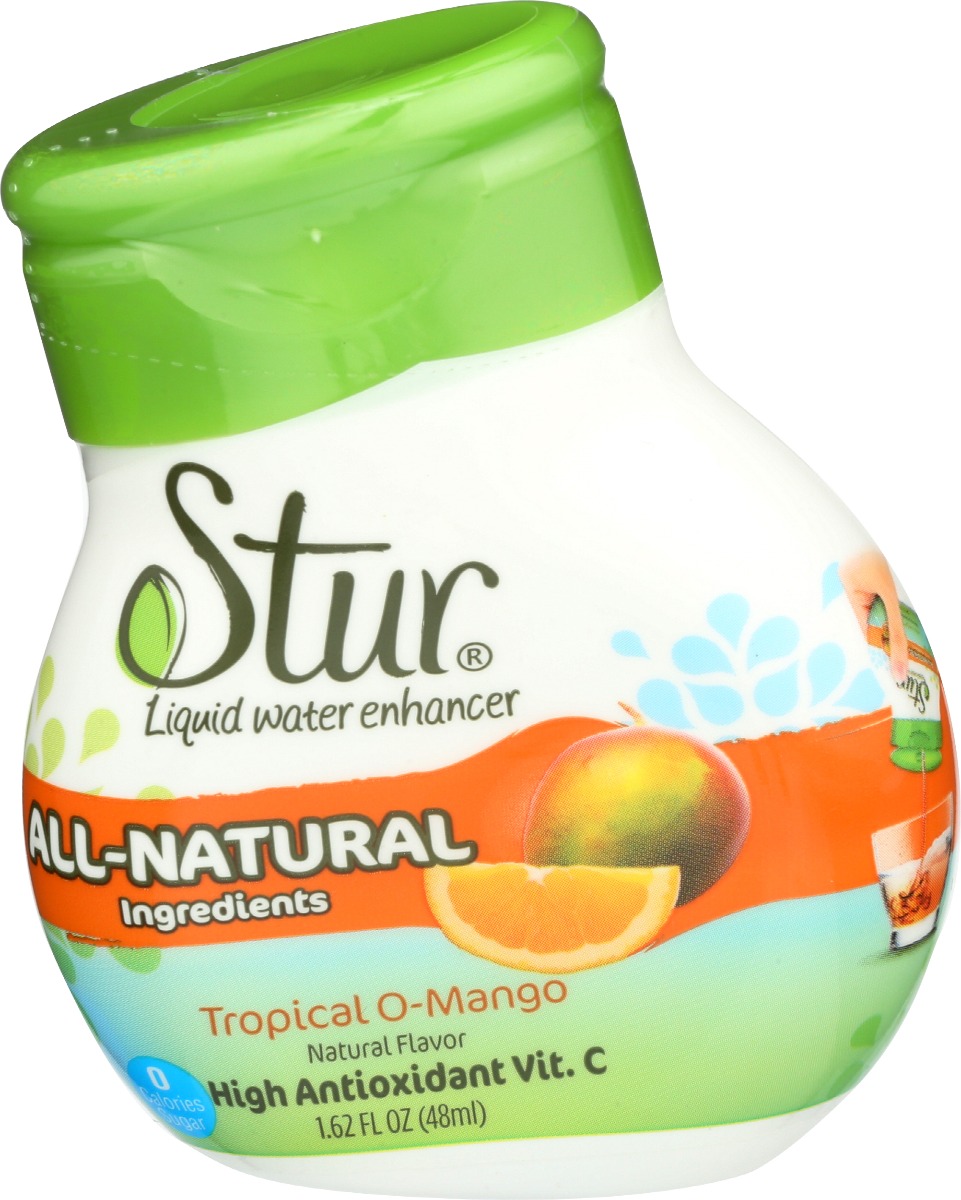 Stur®
Liquid water enhancer
ALL-NATURAL
Ingredients
Tropical O-Mango
Natural Flavor
High Antioxidant Vit. C
1.62 FL OZ (48ml)
0
Calories
Sugar
Stur